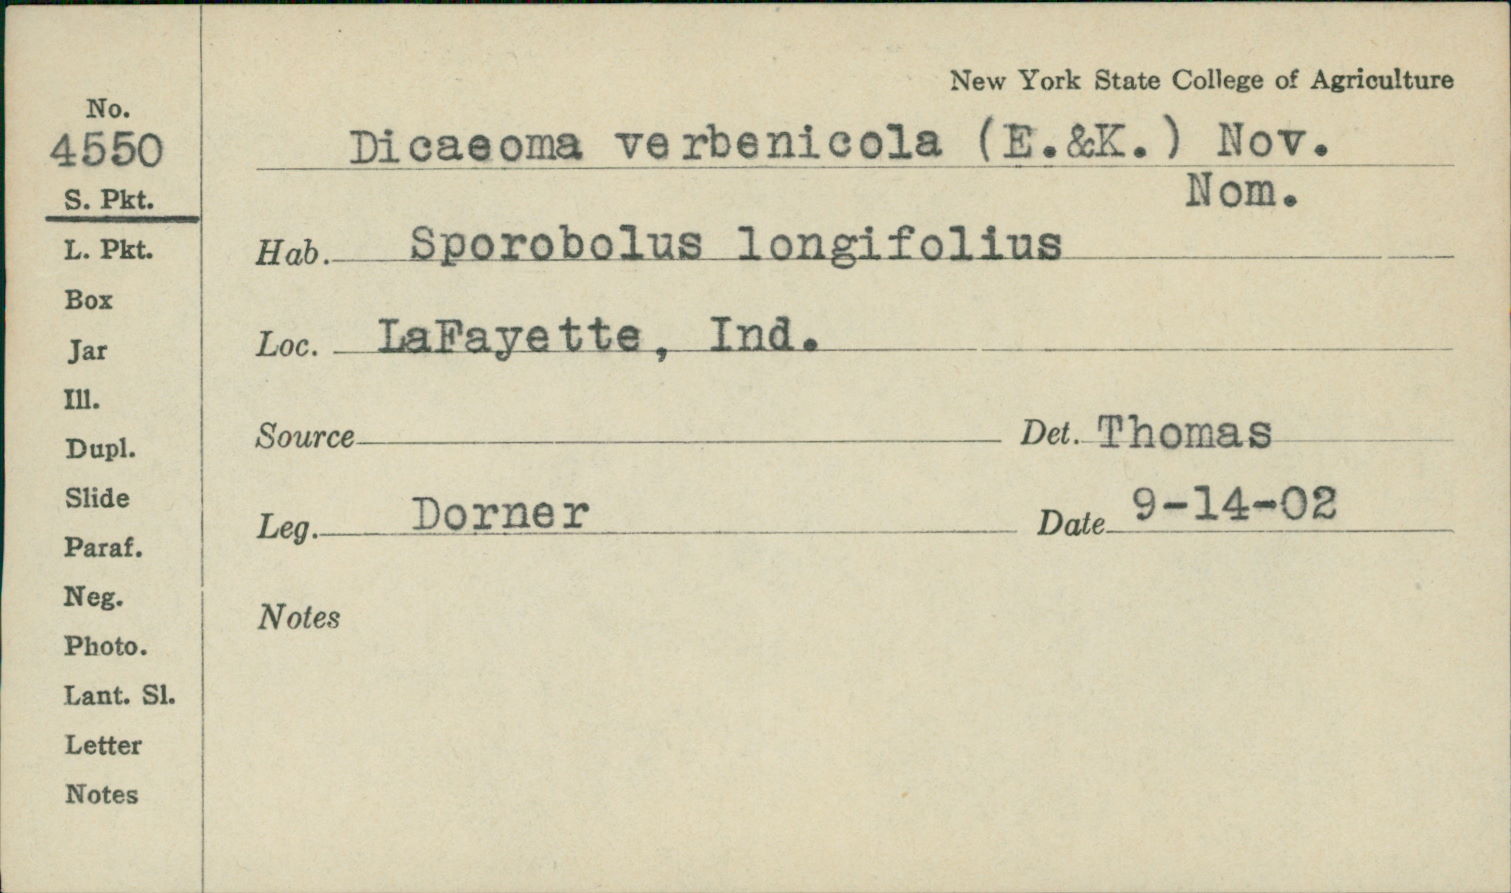 New York State College of Agriculture
No.
4550
S. Pkt.
L. Pkt.
Box
Jar
Ill.
Dupl.
Slide
Paraf.
Neg.
Photo.
Lant. Sl.
Letter
Notes
Dicaeoma verbenicola (E.&K.) Nov.
Nom.
Hab. Sporobolus longifolius
Loc. LaFayette, Ind.
Source Det. Thomas
Leg. Dorner Date 9-14-02
Notes